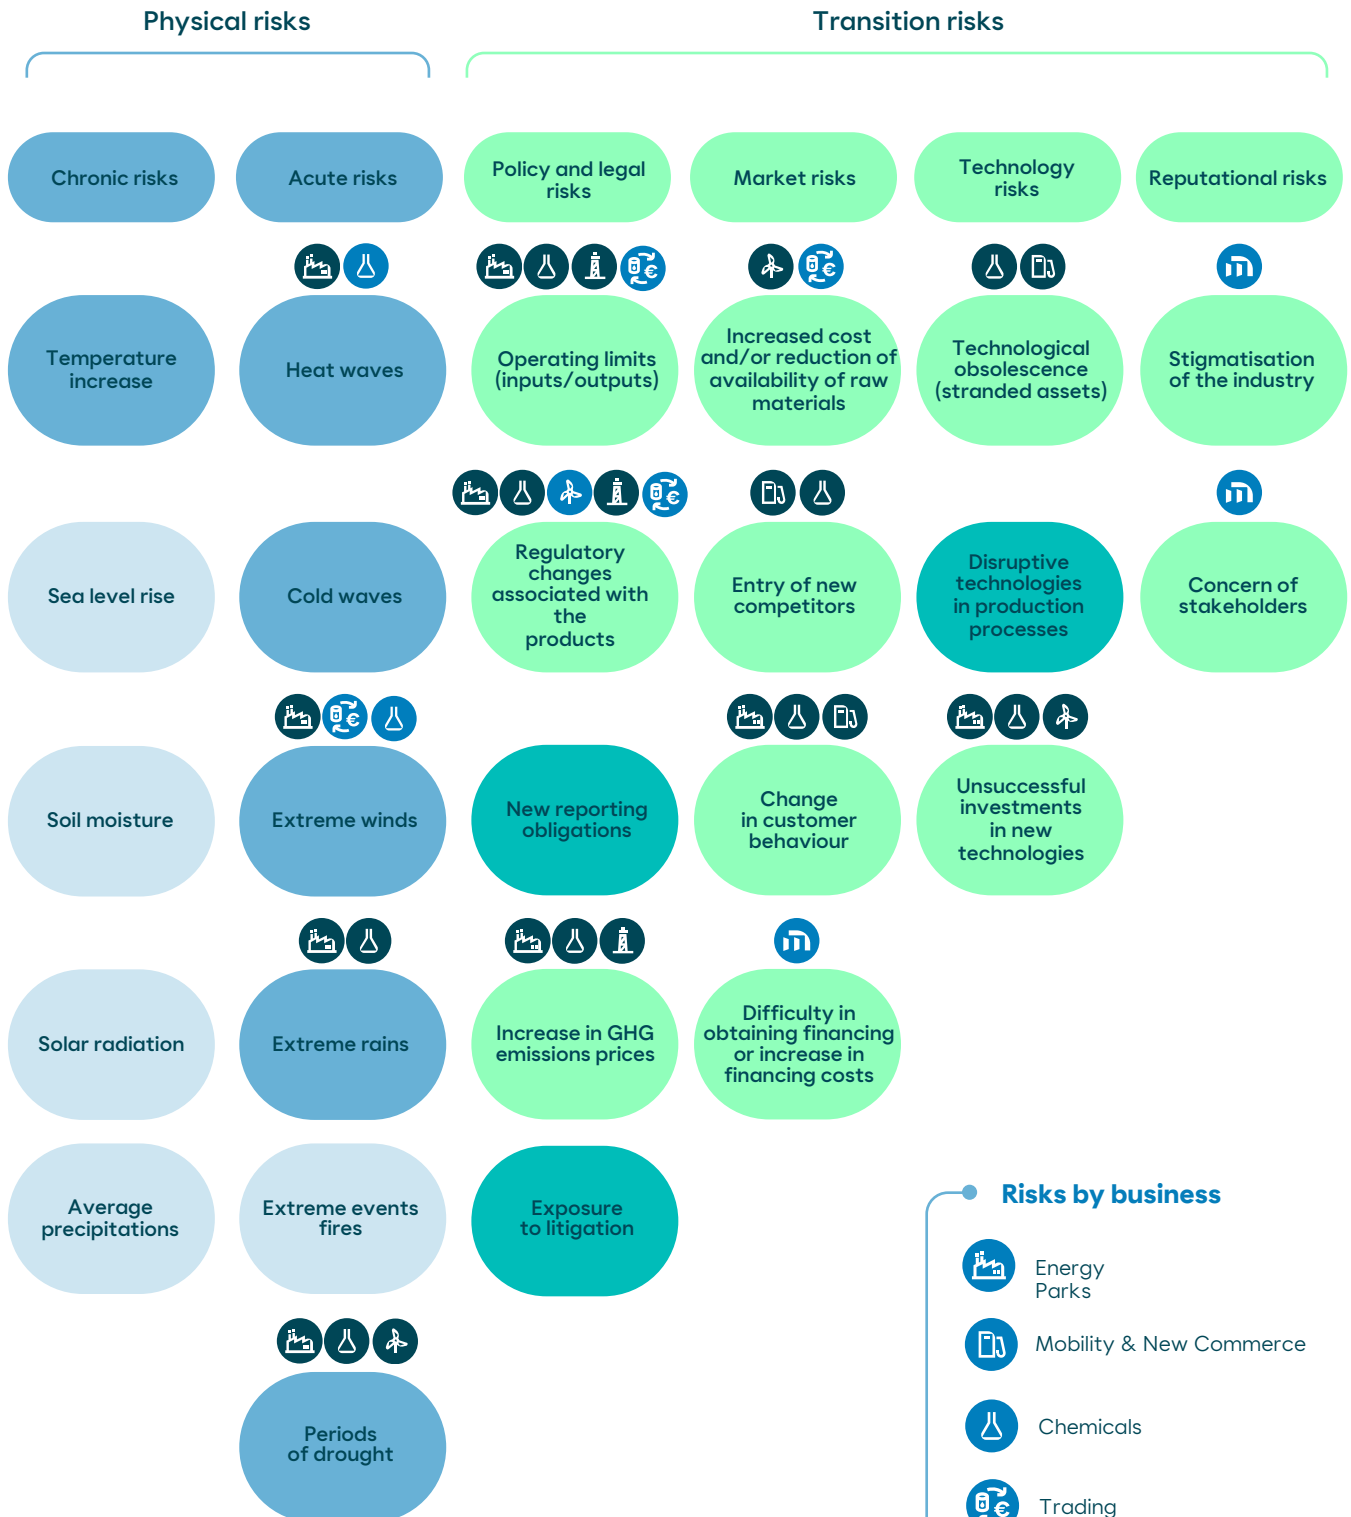 Physical risks
Transition risks
Chronic risks
Acute risks
Policy and legal
risks
Market risks
Technology
risks
Reputational risks
Temperature
increase
Heat waves
Operating limits
(inputs/outputs)
Increased cost
and/or reduction of
availability of raw
materials
Technological
obsolescence
(stranded assets)
Stigmatisation
of the industry
Sea level rise
Cold waves
Regulatory
changes
associated with
the
products
Entry of new
competitors
Disruptive
technologies
in production
processes
Concern of
stakeholders
Soil moisture
Extreme winds
New reporting
obligations
Change
in customer
behaviour
Unsuccessful
investments
in new
technologies
Solar radiation
Extreme rains
Increase in GHG
emissions prices
Difficulty in
obtaining financing
or increase in
financing costs
Average
precipitations
Extreme events
fires
Exposure
to litigation
Periods
of drought
Risks by business
Energy
Parks
Mobility & New Commerce
Chemicals
Trading